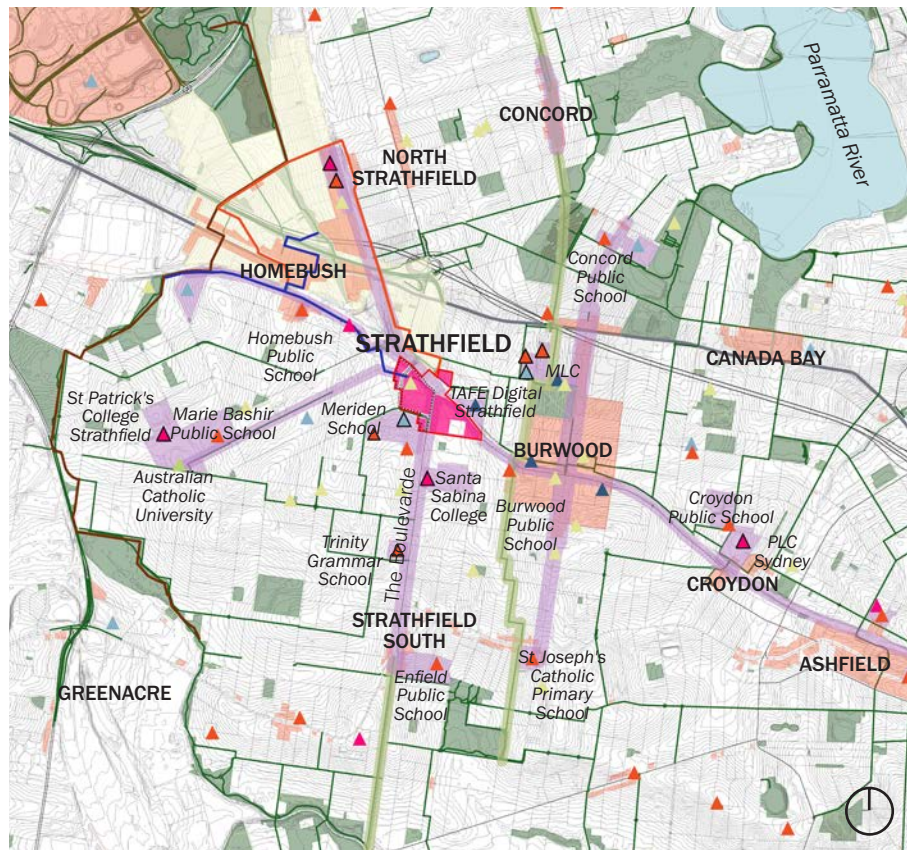 Parramatta River
CONCORD
NORTH
STRATHFIELD
HOMEBUSH
Concord
Public
School
Homebush
Public
School
STRATHFIELD
CANADA BAY
MLC
TAFE Digital
Strathfield
St Patrick's
College
Strathfield
Marie Bashir
Public School
Meriden
School
BURWOOD
Australian
Catholic
University
The Boulevarde
Santa
Sabina
College
Burwood
Public
School
Croydon
Public School
PLC
Sydney
Trinity
Grammar
School
CROYDON
STRATHFIELD
SOUTH
ASHFIELD
GREENACRE
Enfield
Public
School
St Joseph's
Catholic
Primary
School